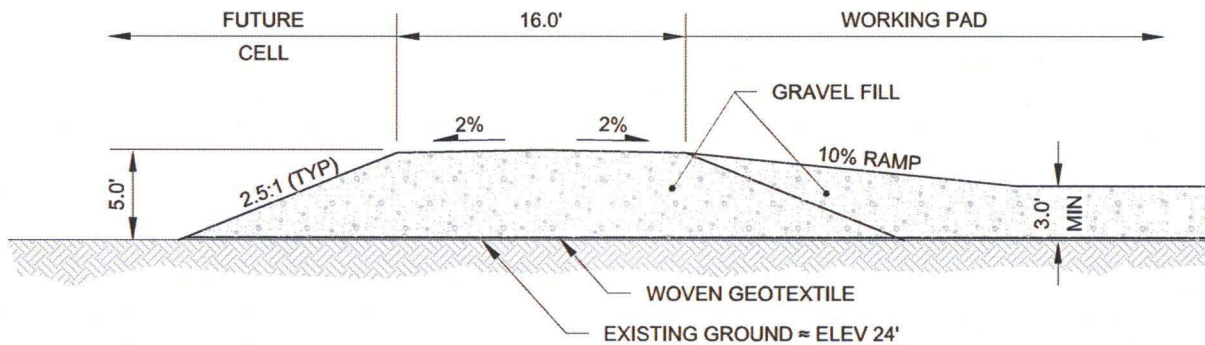 FUTURE
CELL
16.0'
WORKING PAD
GRAVEL FILL
2%
2%
10% RAMP
2.5:1 (TYP)
5.0'
3.0'
MIN
WOVEN GEOTEXTILE
EXISTING GROUND ≈ ELEV 24'